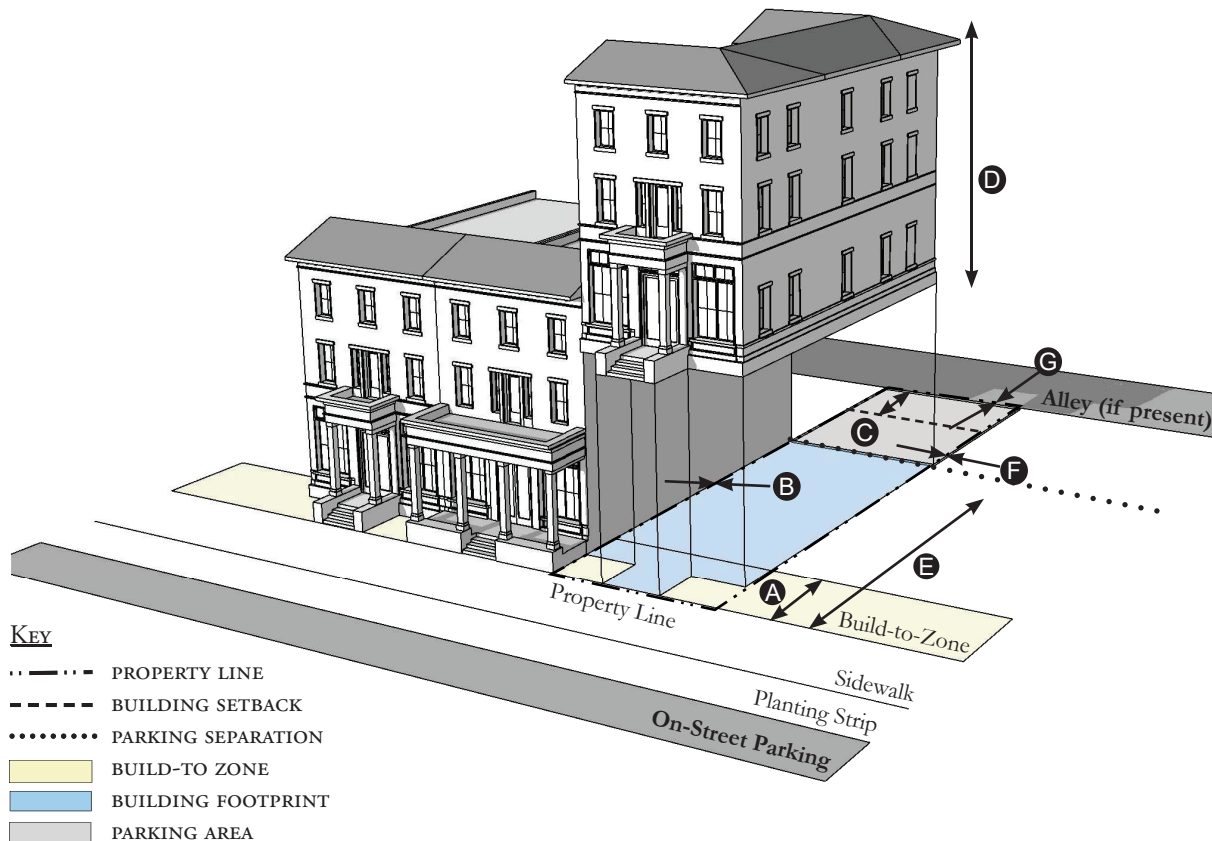 D
G
Alley (if present)
C
F
B
E
A
Property Line
Build-to-Zone
Sidewalk
Planting Strip
On-Street Parking
KEY
PROPERTY LINE
BUILDING SETBACK
PARKING SEPARATION
BUILD-TO ZONE
BUILDING FOOTPRINT
PARKING AREA